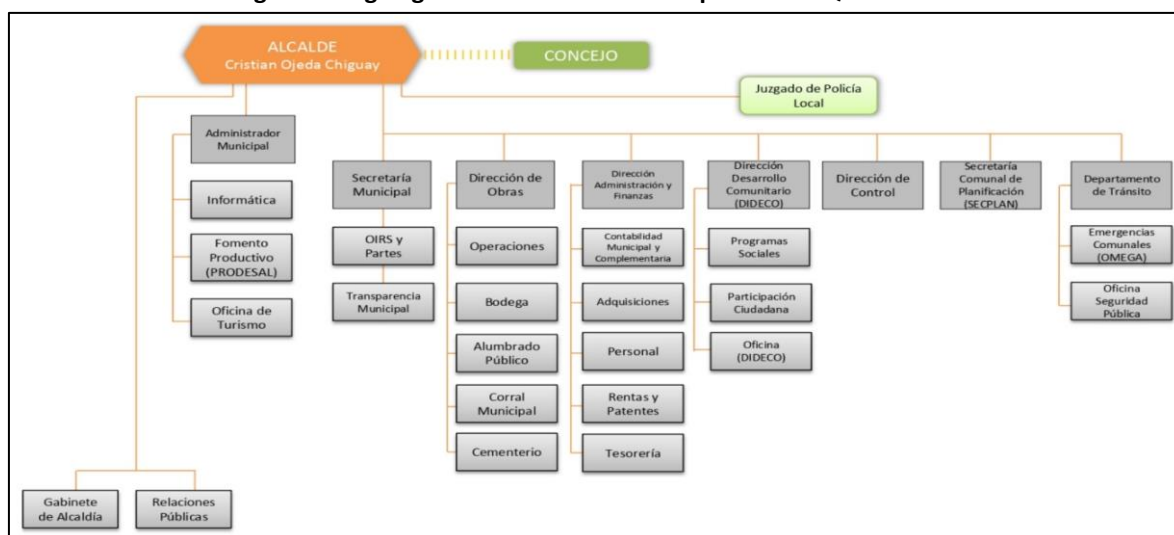 ALCALDE
Cristian Ojeda Chiguay
CONCEJO
Juzgado de Policía
Local
Administrador
Municipal
Informática
Fomento
Productivo
(PRODESAL)
Oficina de
Turismo
Secretaría
Municipal
OIRS y
Partes
Transparencia
Municipal
Dirección de
Obras
Operaciones
Bodega
Alumbrado
Público
Corral
Municipal
Cementerio
Dirección
Administración y
Finanzas
Contabilidad
Municipal y
Complementaria
Adquisiciones
Personal
Rentas y
Patentes
Tesorería
Dirección
Desarrollo
Comunitario
(DIDECO)
Programas
Sociales
Participación
Ciudadana
Oficina
(DIDECO)
Dirección de
Control
Secretaría
Comunal de
Planificación
(SECPLAN)
Departamento
de Tránsito
Emergencias
Comunales
(OMEGA)
Oficina
Seguridad
Pública
Gabinete
de Alcaldía
Relaciones
Públicas